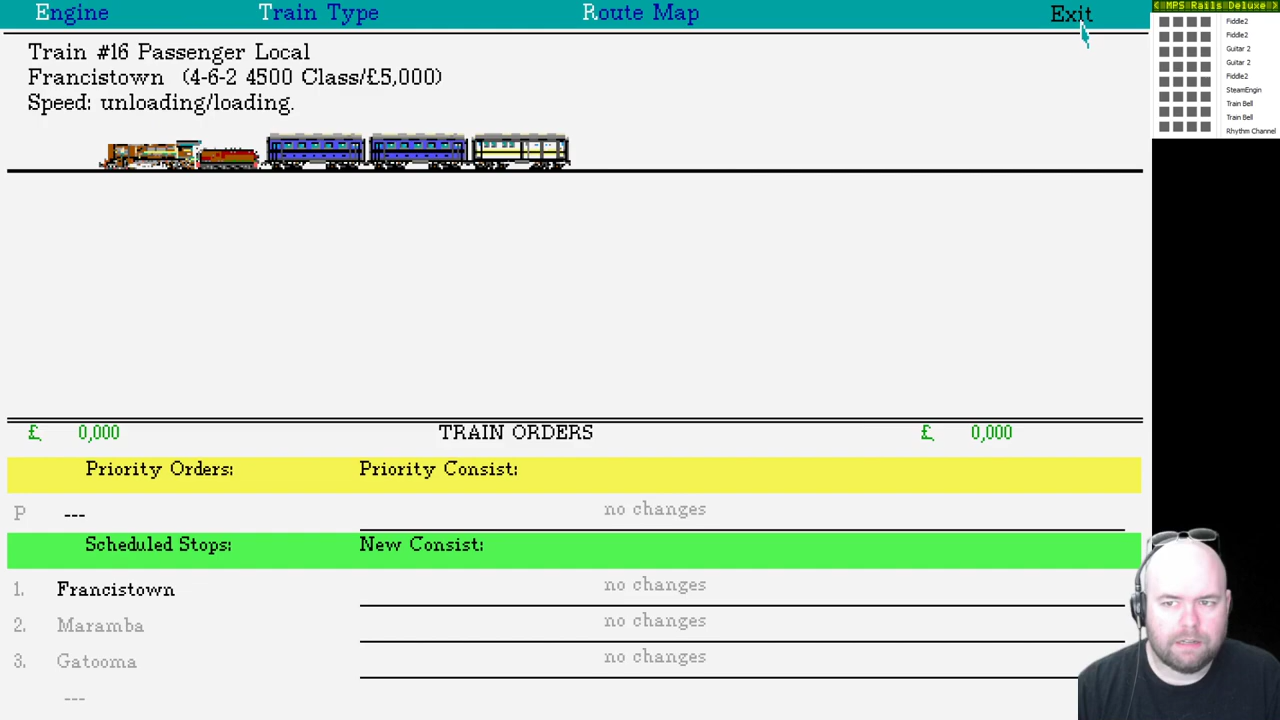 Engine Train Type Route Map Exit
Train #16 Passenger Local
Francistown (4-6-2 4500 Class/£5,000)
Speed: unloading/loading.
£ 0,000 TRAIN ORDERS £ 0,000
Priority Orders: Priority Consist:
P --- no changes
Scheduled Stops: New Consist:
1. Francistown no changes
2. Maramba no changes
3. Gatooma no changes
---
< MPS Rails Deluxe >
Fiddle2
Fiddle2
Guitar 2
Guitar 2
Fiddle2
SteamEngin
Train Bell
Train Bell
Rhythm Channel